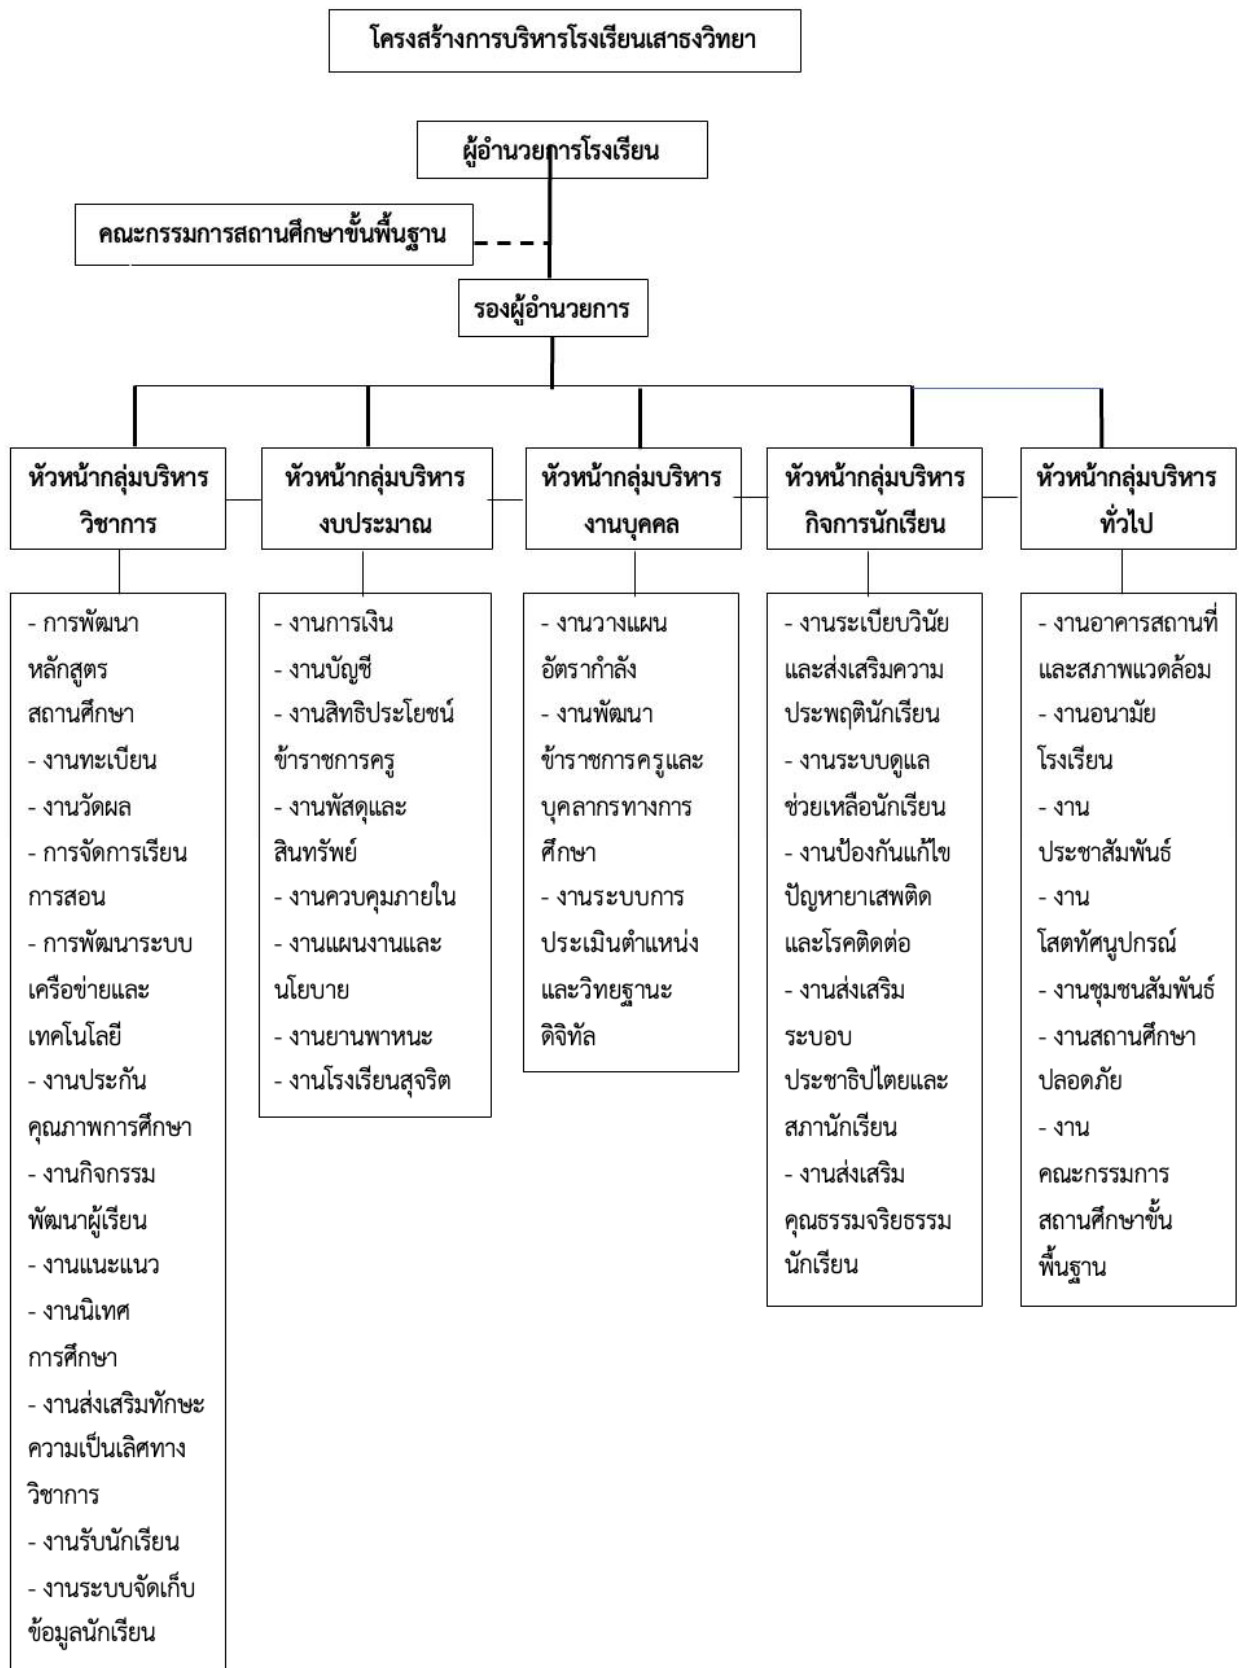 โครงสร้างการบริหารโรงเรียนเสาธงวิทยา
ผู้อำนวยการโรงเรียน
คณะกรรมการสถานศึกษาขั้นพื้นฐาน
รองผู้อำนวยการ
หัวหน้ากลุ่มบริหาร
วิชาการ
หัวหน้ากลุ่มบริหาร
งบประมาณ
หัวหน้ากลุ่มบริหาร
งานบุคคล
หัวหน้ากลุ่มบริหาร
กิจการนักเรียน
หัวหน้ากลุ่มบริหาร
ทั่วไป
- การพัฒนา
หลักสูตร
สถานศึกษา
- งานทะเบียน
- งานวัดผล
- การจัดการเรียน
การสอน
- การพัฒนาระบบ
เครือข่ายและ
เทคโนโลยี
- งานประกัน
คุณภาพการศึกษา
- งานกิจกรรม
พัฒนาผู้เรียน
- งานแนะแนว
- งานนิเทศ
การศึกษา
- งานส่งเสริมทักษะ
ความเป็นเลิศทาง
วิชาการ
- งานรับนักเรียน
- งานระบบจัดเก็บ
ข้อมูลนักเรียน
- งานการเงิน
- งานบัญชี
- งานสิทธิประโยชน์
ข้าราชการครู
- งานพัสดุและ
สินทรัพย์
- งานควบคุมภายใน
- งานแผนงานและ
นโยบาย
- งานยานพาหนะ
- งานโรงเรียนสุจริต
- งานวางแผน
อัตรากำลัง
- งานพัฒนา
ข้าราชการครูและ
บุคลากรทางการ
ศึกษา
- งานระบบการ
ประเมินตำแหน่ง
และวิทยฐานะ
ดิจิทัล
- งานระเบียบวินัย
และส่งเสริมความ
ประพฤตินักเรียน
- งานระบบดูแล
ช่วยเหลือนักเรียน
- งานป้องกันแก้ไข
ปัญหายาเสพติด
และโรคติดต่อ
- งานส่งเสริม
ระบอบ
ประชาธิปไตยและ
สภานักเรียน
- งานส่งเสริม
คุณธรรมจริยธรรม
นักเรียน
- งานอาคารสถานที่
และสภาพแวดล้อม
- งานอนามัย
โรงเรียน
- งาน
ประชาสัมพันธ์
- งาน
โสตทัศนูปกรณ์
- งานชุมชนสัมพันธ์
- งานสถานศึกษา
ปลอดภัย
- งาน
คณะกรรมการ
สถานศึกษาขั้น
พื้นฐาน